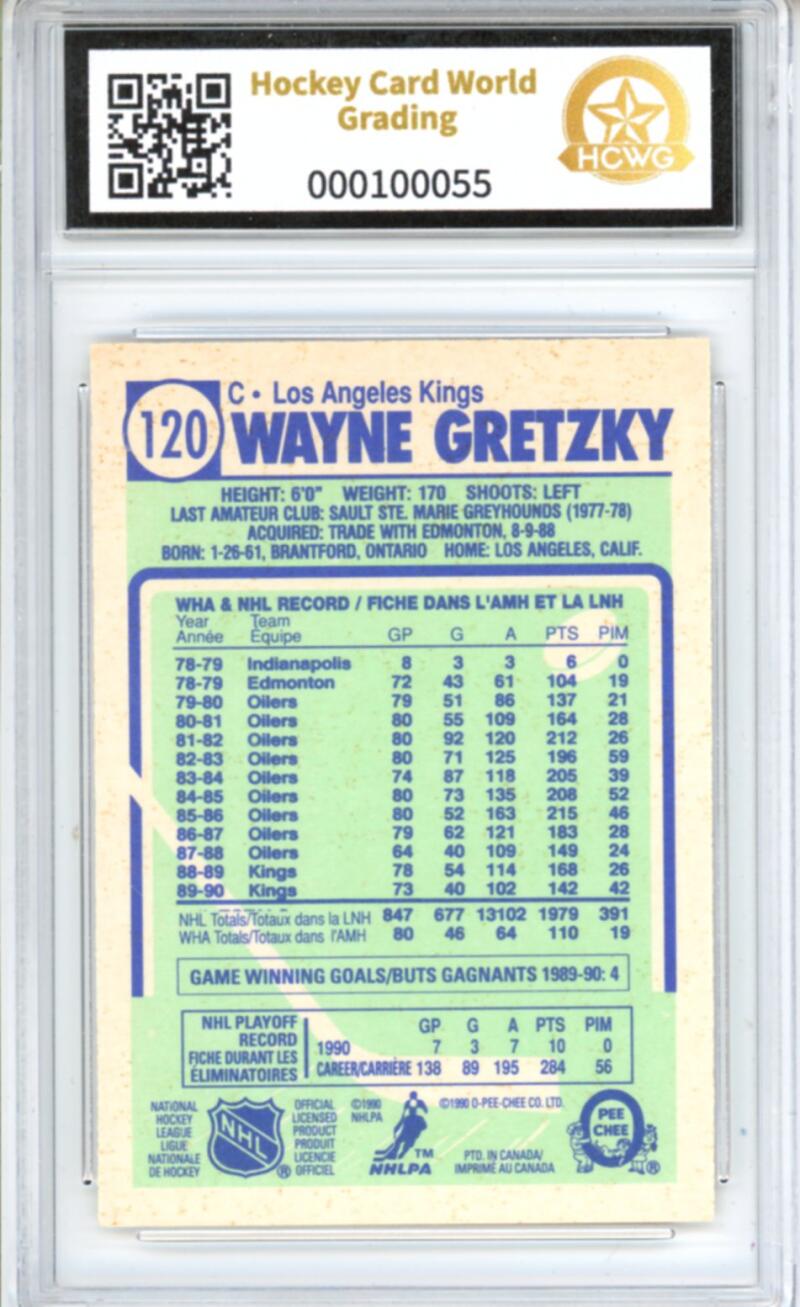 Hockey Card World
Grading
HCWG
000100055
C • Los Angeles Kings
120 WAYNE GRETZKY
HEIGHT: 6'0" WEIGHT: 170 SHOOTS: LEFT
LAST AMATEUR CLUB: SAULT STE. MARIE GREYHOUNDS (1977-78)
ACQUIRED: TRADE WITH EDMONTON, 8-9-88
BORN: 1-26-61, BRANTFORD, ONTARIO HOME: LOS ANGELES, CALIF.
WHA & NHL RECORD / FICHE DANS L'AMH ET LA LNH
Year Team
Année Équipe GP G A PTS PIM
78-79 Indianapolis 8 3 3 6 0
78-79 Edmonton 72 43 61 104 19
79-80 Oilers 79 51 86 137 21
80-81 Oilers 80 55 109 164 28
81-82 Oilers 80 92 120 212 26
82-83 Oilers 80 71 125 196 59
83-84 Oilers 74 87 118 205 39
84-85 Oilers 80 73 135 208 52
85-86 Oilers 80 52 163 215 46
86-87 Oilers 79 62 121 183 28
87-88 Oilers 64 40 109 149 24
88-89 Kings 78 54 114 168 26
89-90 Kings 73 40 102 142 42
NHL Totals/Totaux dans la LNH 847 677 13102 1979 391
WHA Totals/Totaux dans l'AMH 80 46 64 110 19
GAME WINNING GOALS/BUTS GAGNANTS 1989-90: 4
NHL PLAYOFF
RECORD
FICHE DURANT LES
ÉLIMINATOIRES
GP G A PTS PIM
1990 7 3 7 10 0
CAREER/CARRIÈRE 138 89 195 284 56
NATIONAL
HOCKEY
LEAGUE
LIGUE
NATIONALE
DE HOCKEY
NHL ®
OFFICIAL
LICENSED
PRODUCT
PRODUIT
LICENCIE
OFFICIEL
©1990
NHLPA
TM
NHLPA
©1990 O-PEE-CHEE CO. LTD.
PTD. IN CANADA/
IMPRIMÉ AU CANADA
O PEE
CHEE ®